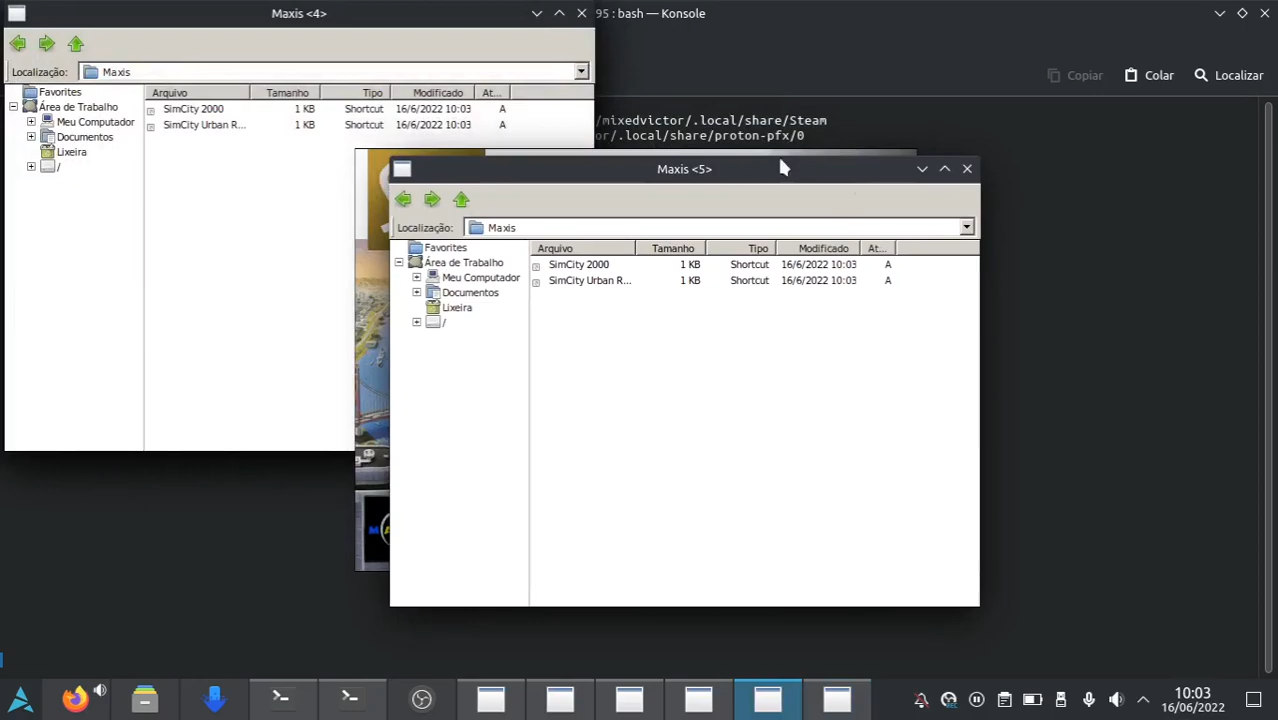 Maxis <4>
95 : bash — Konsole
Copiar
Colar
Localizar
Localização:
Maxis
Favorites
Área de Trabalho
Meu Computador
Documentos
Lixeira
/
Arquivo Tamanho Tipo Modificado At...
SimCity 2000 1 KB Shortcut 16/6/2022 10:03 A
SimCity Urban R... 1 KB Shortcut 16/6/2022 10:03 A
/mixedvictor/.local/share/Steam
or/.local/share/proton-pfx/0
Maxis <5>
Localização:
Maxis
Favorites
Área de Trabalho
Meu Computador
Documentos
Lixeira
/
Arquivo Tamanho Tipo Modificado At...
SimCity 2000 1 KB Shortcut 16/6/2022 10:03 A
SimCity Urban R... 1 KB Shortcut 16/6/2022 10:03 A
10:03
16/06/2022